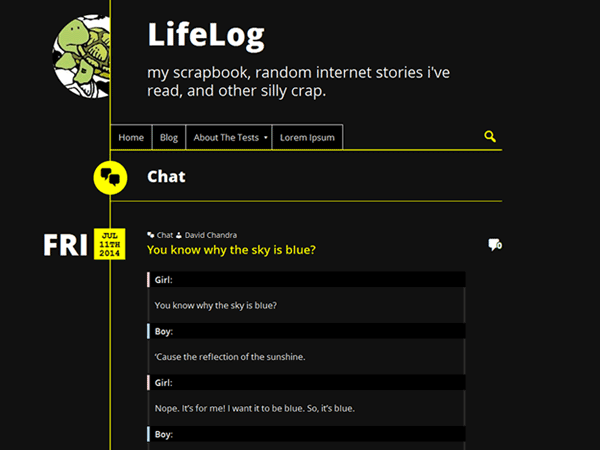 LifeLog
my scrapbook, random internet stories i've
read, and other silly crap.
Home Blog About The Tests Lorem Ipsum
Chat
FRI
JUL
11TH
2014
Chat David Chandra
You know why the sky is blue?
0
Girl:
You know why the sky is blue?
Boy:
‘Cause the reflection of the sunshine.
Girl:
Nope. It’s for me! I want it to be blue. So, it’s blue.
Boy: